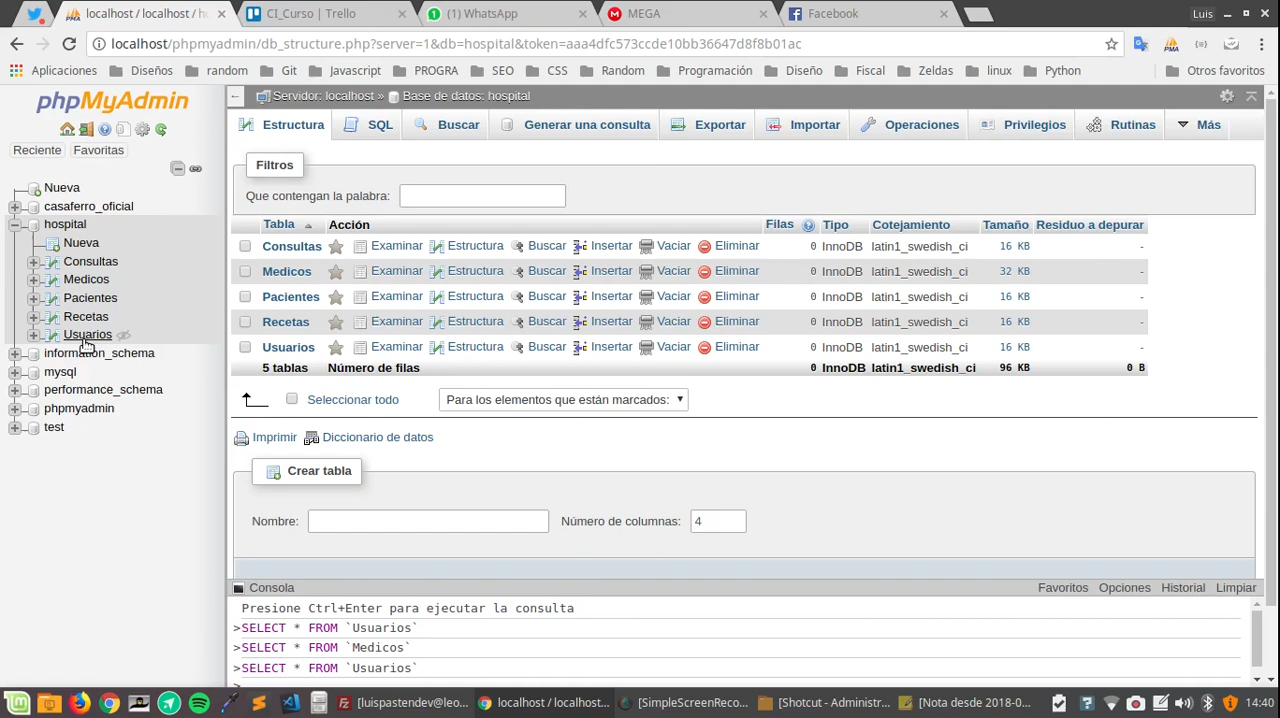 localhost / localhost / h
CI_Curso | Trello
(1) WhatsApp
MEGA
Facebook
Luis
localhost/phpmyadmin/db_structure.php?server=1&db=hospital&token=aaa4dfc573ccde10bb36647d8f8b01ac
Aplicaciones Diseños random Git Javascript PROGRA SEO CSS Random Programación Diseño Fiscal Zeldas linux Python Otros favoritos
phpMyAdmin
Reciente Favoritas
Nueva
casaferro_oficial
hospital
Nueva
Consultas
Medicos
Pacientes
Recetas
Usuarios
information_schema
mysql
performance_schema
phpmyadmin
test
Servidor: localhost » Base de datos: hospital
Estructura SQL Buscar Generar una consulta Exportar Importar Operaciones Privilegios Rutinas Más
Filtros
Que contengan la palabra:
Tabla Acción Filas Tipo Cotejamiento Tamaño Residuo a depurar
Consultas Examinar Estructura Buscar Insertar Vaciar Eliminar 0 InnoDB latin1_swedish_ci 16 KB -
Medicos Examinar Estructura Buscar Insertar Vaciar Eliminar 0 InnoDB latin1_swedish_ci 32 KB -
Pacientes Examinar Estructura Buscar Insertar Vaciar Eliminar 0 InnoDB latin1_swedish_ci 16 KB -
Recetas Examinar Estructura Buscar Insertar Vaciar Eliminar 0 InnoDB latin1_swedish_ci 16 KB -
Usuarios Examinar Estructura Buscar Insertar Vaciar Eliminar 0 InnoDB latin1_swedish_ci 16 KB -
5 tablas Número de filas 0 InnoDB latin1_swedish_ci 96 KB 0 B
Seleccionar todo Para los elementos que están marcados:
Imprimir Diccionario de datos
Crear tabla
Nombre: Número de columnas: 4
Consola Favoritos Opciones Historial Limpiar
Presione Ctrl+Enter para ejecutar la consulta
>SELECT * FROM `Usuarios`
>SELECT * FROM `Medicos`
>SELECT * FROM `Usuarios`
>
[luispastendev@leo... localhost / localho... [SimpleScreenReco... [Shotcut - Administr... [Nota desde 2018-0... 14:40